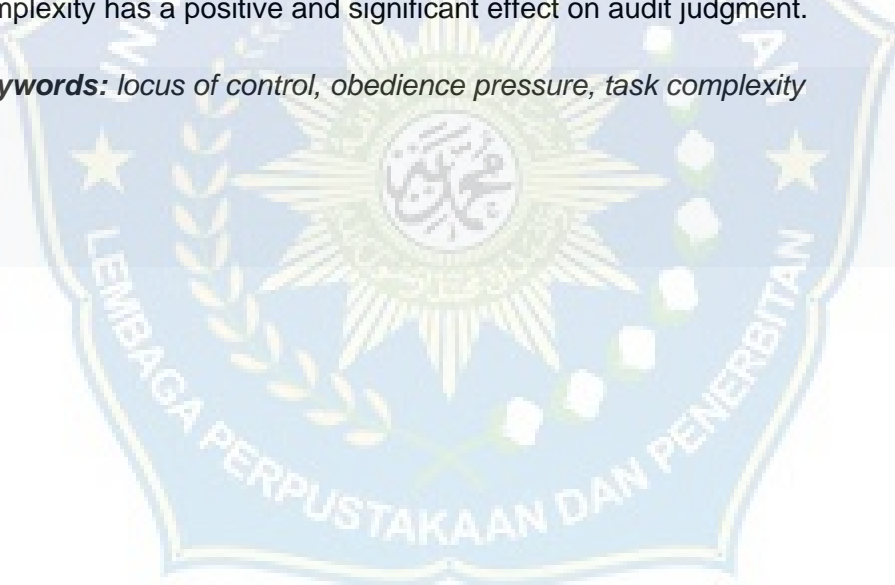 mplexity has a positive and significant effect on audit judgment.
ywords: locus of control, obedience pressure, task complexity
LEMBAGA PERPUSTAKAAN DAN PENERBITAN